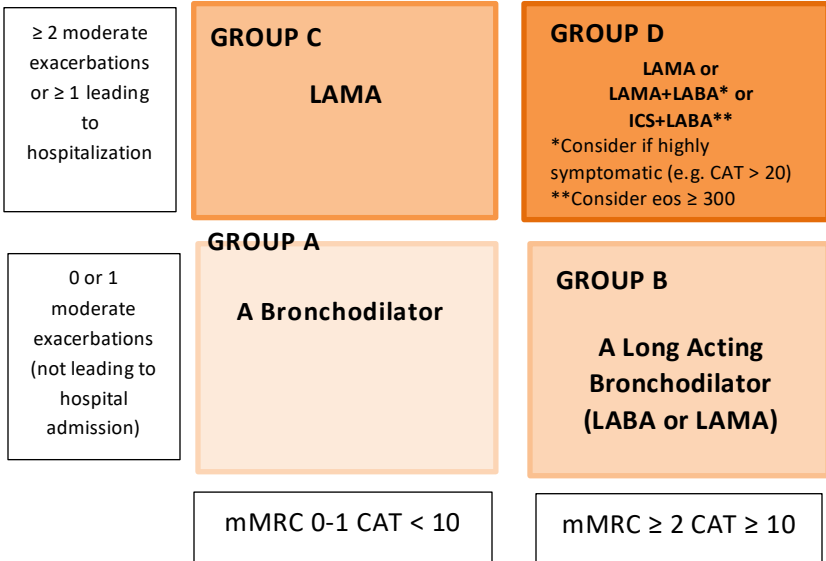 ≥ 2 moderate
exacerbations
or ≥ 1 leading
to
hospitalization
GROUP C
LAMA
GROUP D
LAMA or
LAMA+LABA* or
ICS+LABA**
*Consider if highly
symptomatic (e.g. CAT > 20)
**Consider eos ≥ 300
0 or 1
moderate
exacerbations
(not leading to
hospital
admission)
GROUP A
A Bronchodilator
GROUP B
A Long Acting
Bronchodilator
(LABA or LAMA)
mMRC 0-1 CAT < 10
mMRC ≥ 2 CAT ≥ 10